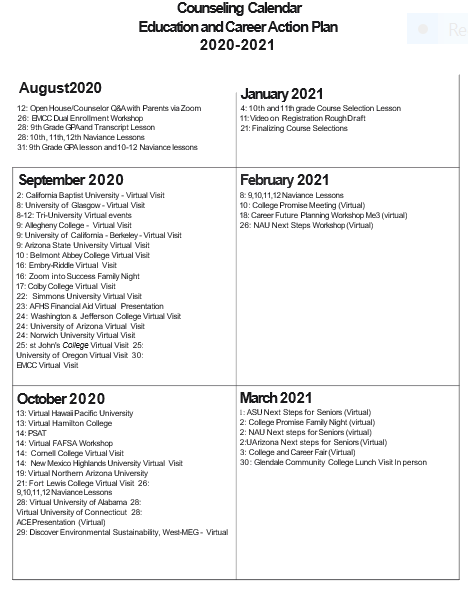 Counseling Calendar
Education and Career Action Plan
2020-2021
Re
August2020
12: Open House/Counselor Q&A with Parents via Zoom
26: EMCC Dual Enrollment Workshop
28: 9th Grade GPA and Transcript Lesson
28: 10th, 11th, 12th Naviance Lessons
31: 9th Grade GPA lesson and 10-12 Naviance lessons
January 2021
4: 10th and 11th grade Course Selection Lesson
11: Video on Registration Rough Draft
21: Finalizing Course Selections
September 2020
2: California Baptist University - Virtual Visit
8: University of Glasgow - Virtual Visit
8-12: Tri-University Virtual events
9: Allegheny College - Virtual Visit
9: University of California - Berkeley - Virtual Visit
9: Arizona State University Virtual Visit
10: Belmont Abbey College Virtual Visit
16: Embry-Riddle Virtual Visit
16: Zoom into Success Family Night
17: Colby College Virtual Visit
22: Simmons University Virtual Visit
23: AFHS Financial Aid Virtual Presentation
24: Washington & Jefferson College Virtual Visit
24: University of Arizona Virtual Visit
24: Norwich University Virtual Visit
25: st John's College Virtual Visit 25:
University of Oregon Virtual Visit 30:
EMCC Virtual Visit
February 2021
8: 9,10,11,12 Naviance Lessons
10: College Promise Meeting (Virtual)
18: Career Future Planning Workshop Me3 (virtual)
26: NAU Next Steps Workshop (Virtual)
October 2020
13: Virtual Hawaii Pacific University
13: Virtual Hamilton College
14: PSAT
14: Virtual FAFSA Workshop
14: Cornell College Virtual Visit
14: New Mexico Highlands University Virtual Visit
19: Virtual Northern Arizona University
21: Fort Lewis College Virtual Visit 26:
9,10,11,12 Naviance Lessons
28: Virtual University of Alabama 28:
Virtual University of Connecticut 28:
ACE Presentation (Virtual)
29: Discover Environmental Sustainability, West-MEG - Virtual
March 2021
1: ASU Next Steps for Seniors (Virtual)
2: College Promise Family Night (virtual)
2: NAU Next steps for Seniors (virtual)
2: UArizona Next steps for Seniors (Virtual)
3: College and Career Fair (Virtual)
30: Glendale Community College Lunch Visit In person